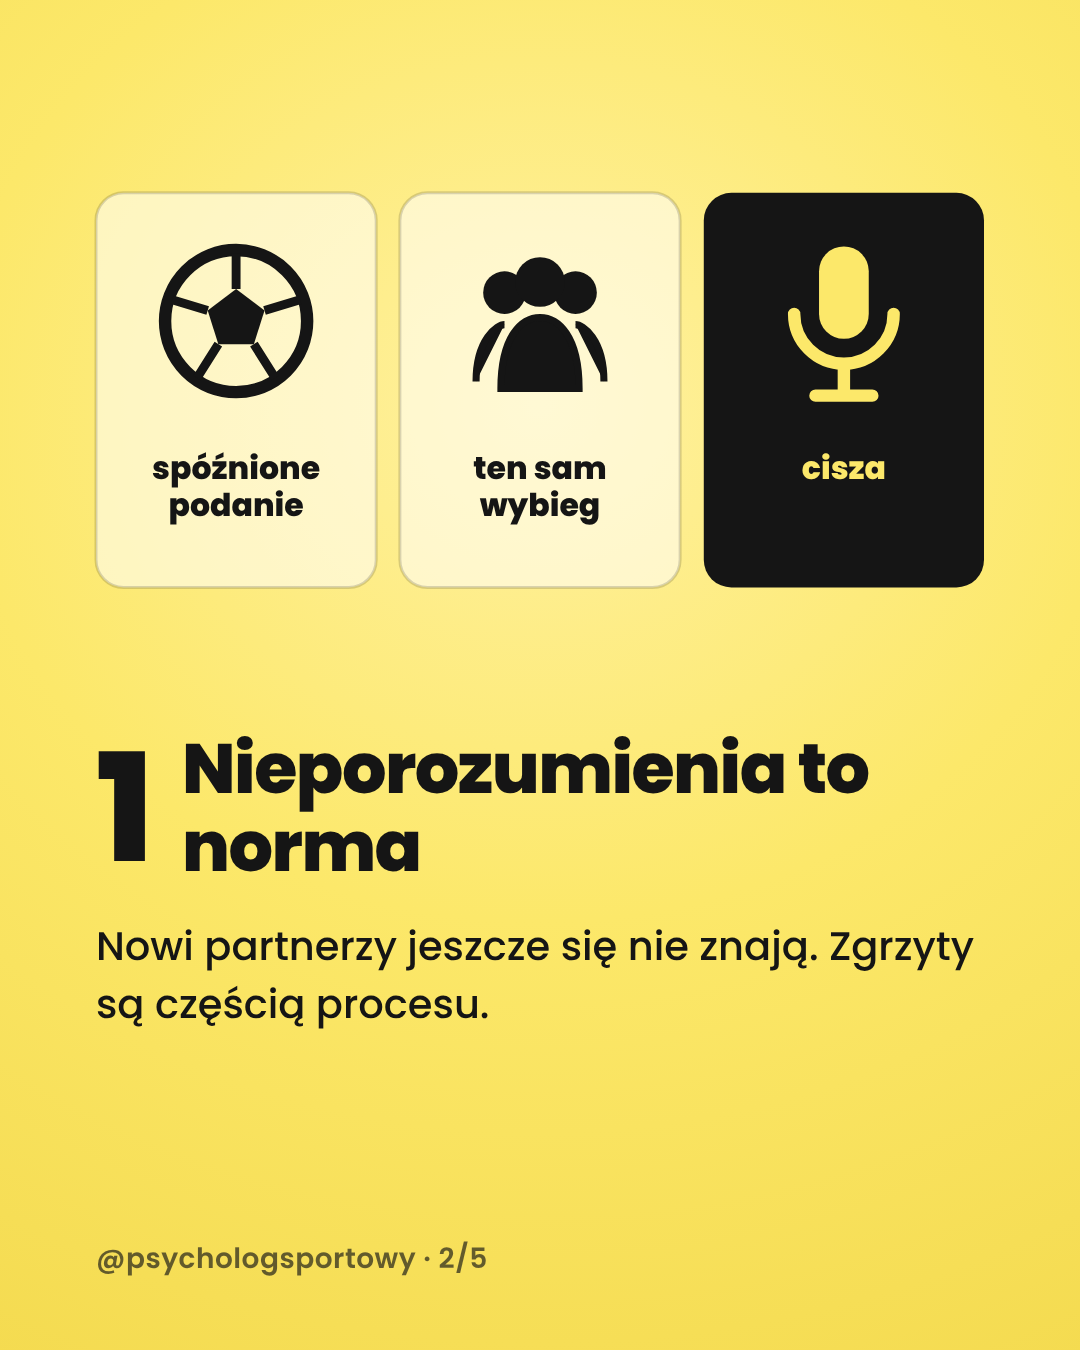 spóźnione
podanie
ten sam
wybieg
cisza
1
Nieporozumienia to
norma
Nowi partnerzy jeszcze się nie znają. Zgrzyty
są częścią procesu.
@psychologsportowy · 2/5